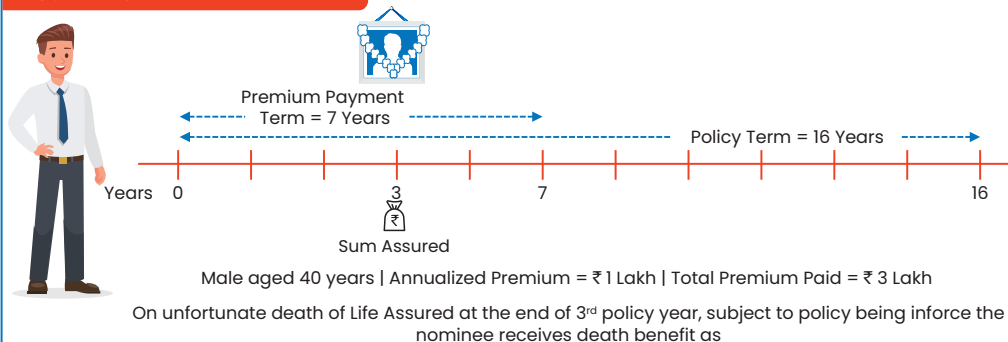 Premium Payment
Term = 7 Years
Policy Term = 16 Years
Years 0 3 7 16
₹
Sum Assured
Male aged 40 years | Annualized Premium = ₹ 1 Lakh | Total Premium Paid = ₹ 3 Lakh
On unfortunate death of Life Assured at the end of 3rd policy year, subject to policy being inforce the
nominee receives death benefit as